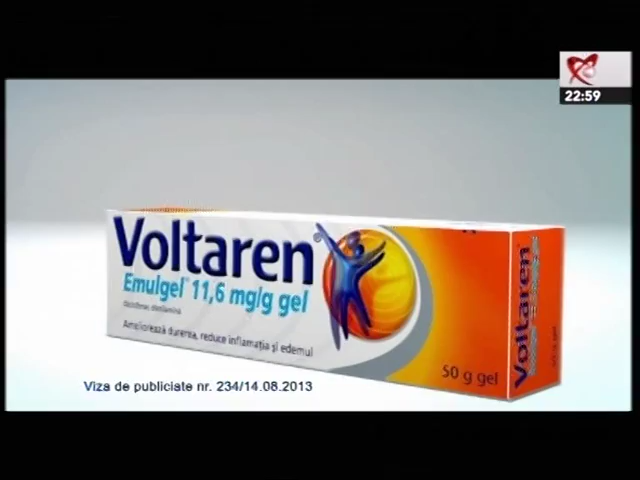 22:59
Voltaren
Emulgel 11,6 mg/g gel
Ameliorează durerea, reduce inflamația și edemul
50 g gel
Voltaren
Viza de publiciate nr. 234/14.08.2013